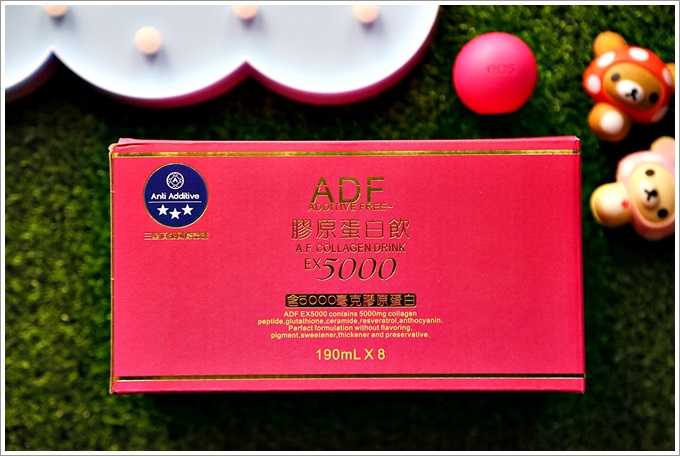 eos
Anti Additive
ADF
ADDITIVE FREE
膠原蛋白飲
A.F. COLLAGEN DRINK
EX5000
含5000毫克膠原蛋白
ADF EX5000 contains 5000mg collagen
peptide,glutathione,ceramide,resveratrol,anthocyanin.
Perfect formulation without flavoring,
pigment,sweetener,thickener and preservative.
190mL X 8